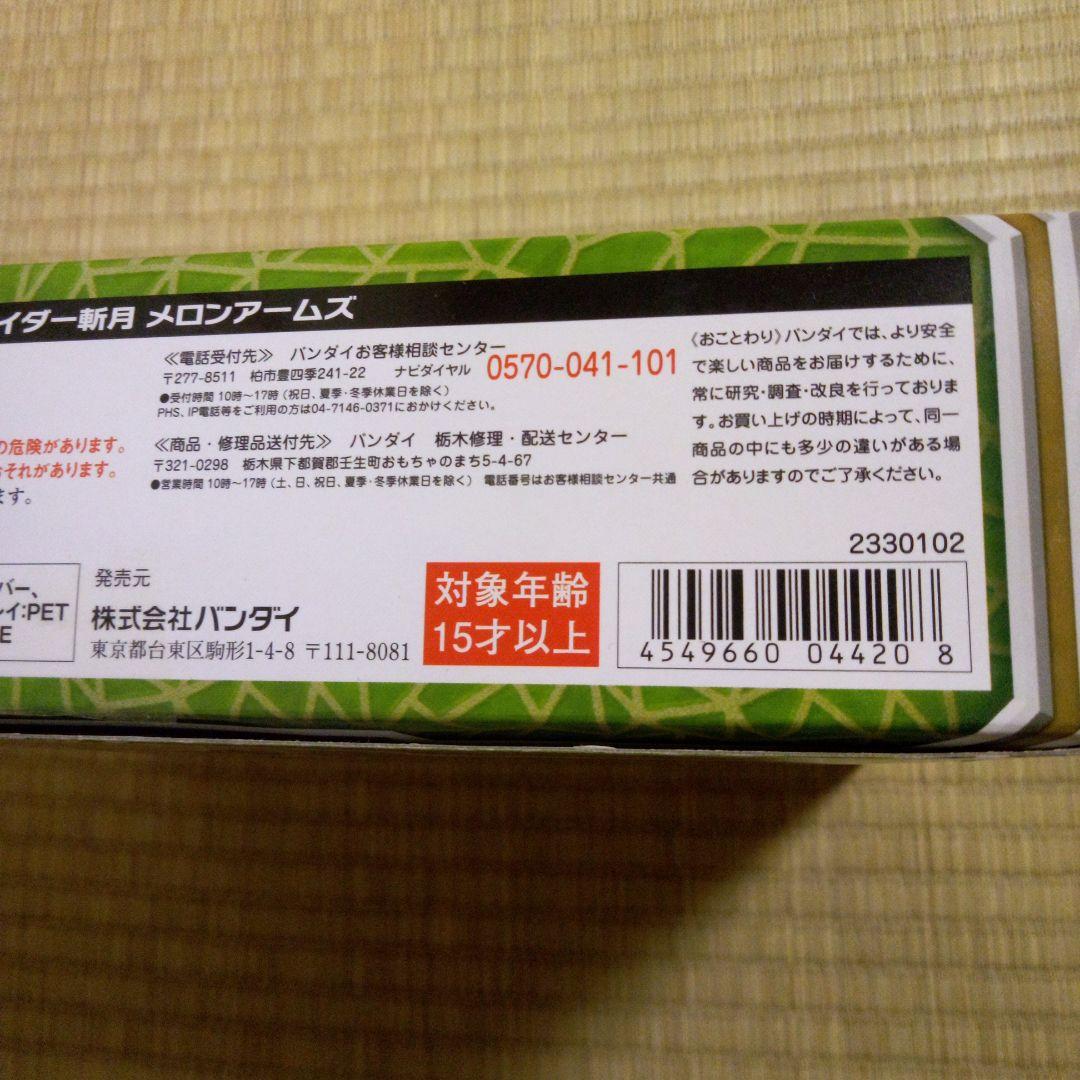 イダー斬月 メロンアームズ
の危険があります。
それがあります。
ます。
≪電話受付先≫ バンダイお客様相談センター
〒277-8511 柏市豊四季241-22 ナビダイヤル 0570-041-101
●受付時間 10時～17時(祝日、夏季・冬季休業日を除く)
PHS、IP電話等をご利用の方は04-7146-0371におかけください。
≪商品・修理品送付先≫ バンダイ 栃木修理・配送センター
〒321-0298 栃木県下都賀郡壬生町おもちゃのまち5-4-67
●営業時間 10時～17時(土、日、祝日、夏季・冬季休業日を除く) 電話番号はお客様相談センター共通
《おことわり》バンダイでは、より安全
で楽しい商品をお届けするために、
常に研究・調査・改良を行っておりま
す。お買い上げの時期によって、同一
商品の中にも多少の違いがある場
合がありますのでご了承ください。
2330102
バー、
レイ:PET
E
発売元
株式会社バンダイ
東京都台東区駒形1-4-8 〒111-8081
対象年齢
15才以上
4549660 04420 8